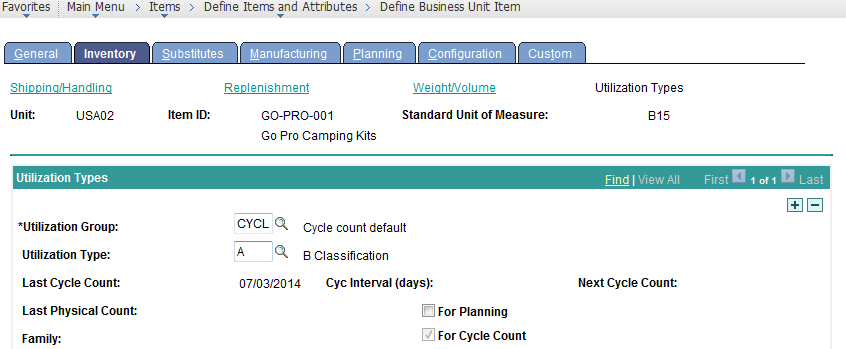 Favorites Main Menu > Items > Define Items and Attributes > Define Business Unit Item
General Inventory Substitutes Manufacturing Planning Configuration Custom
Shipping/Handling Replenishment Weight/Volume Utilization Types
Unit: USA02 Item ID: GO-PRO-001 Standard Unit of Measure: B15
Go Pro Camping Kits
Utilization Types Find | View All First 1 of 1 Last
*Utilization Group: CYCL Cycle count default
Utilization Type: A B Classification
Last Cycle Count: 07/03/2014 Cyc Interval (days): Next Cycle Count:
Last Physical Count: For Planning
Family: For Cycle Count